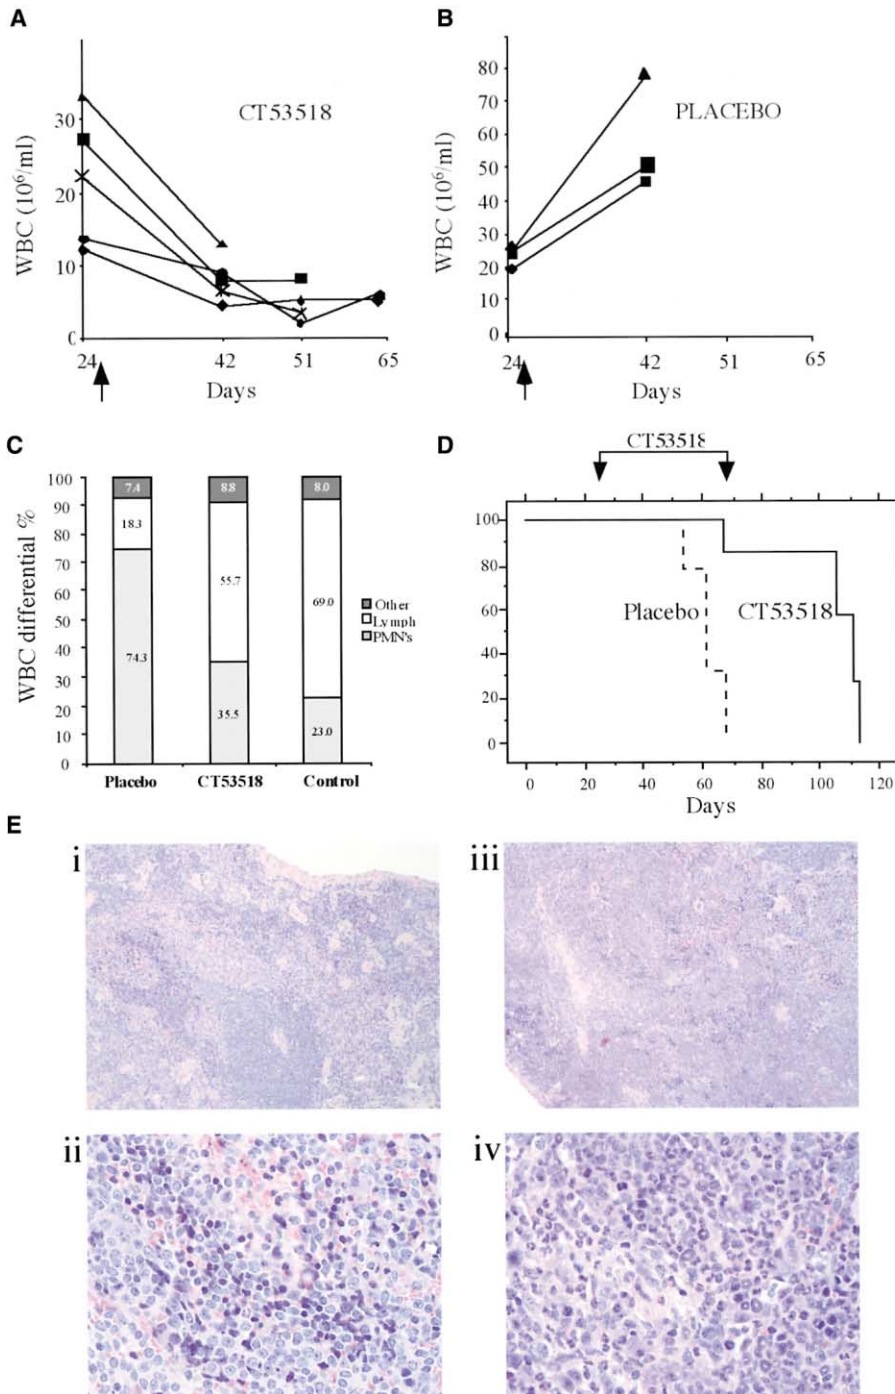 A
CT53518
WBC (10⁶/ml)
30
20
10
0
24
42
51
65
Days
B
PLACEBO
WBC (10⁶/ml)
80
70
60
50
40
30
20
10
0
24
42
51
65
Days
C
WBC differential %
100
90
80
70
60
50
40
30
20
10
0
7.4
18.3
74.3
8.8
55.7
35.5
8.0
69.0
23.0
Other
Lymph
PMN's
Placebo
CT53518
Control
D
CT53518
100
80
60
40
20
0
Placebo
CT53518
0
20
40
60
80
100
120
Days
E
i
iii
ii
iv